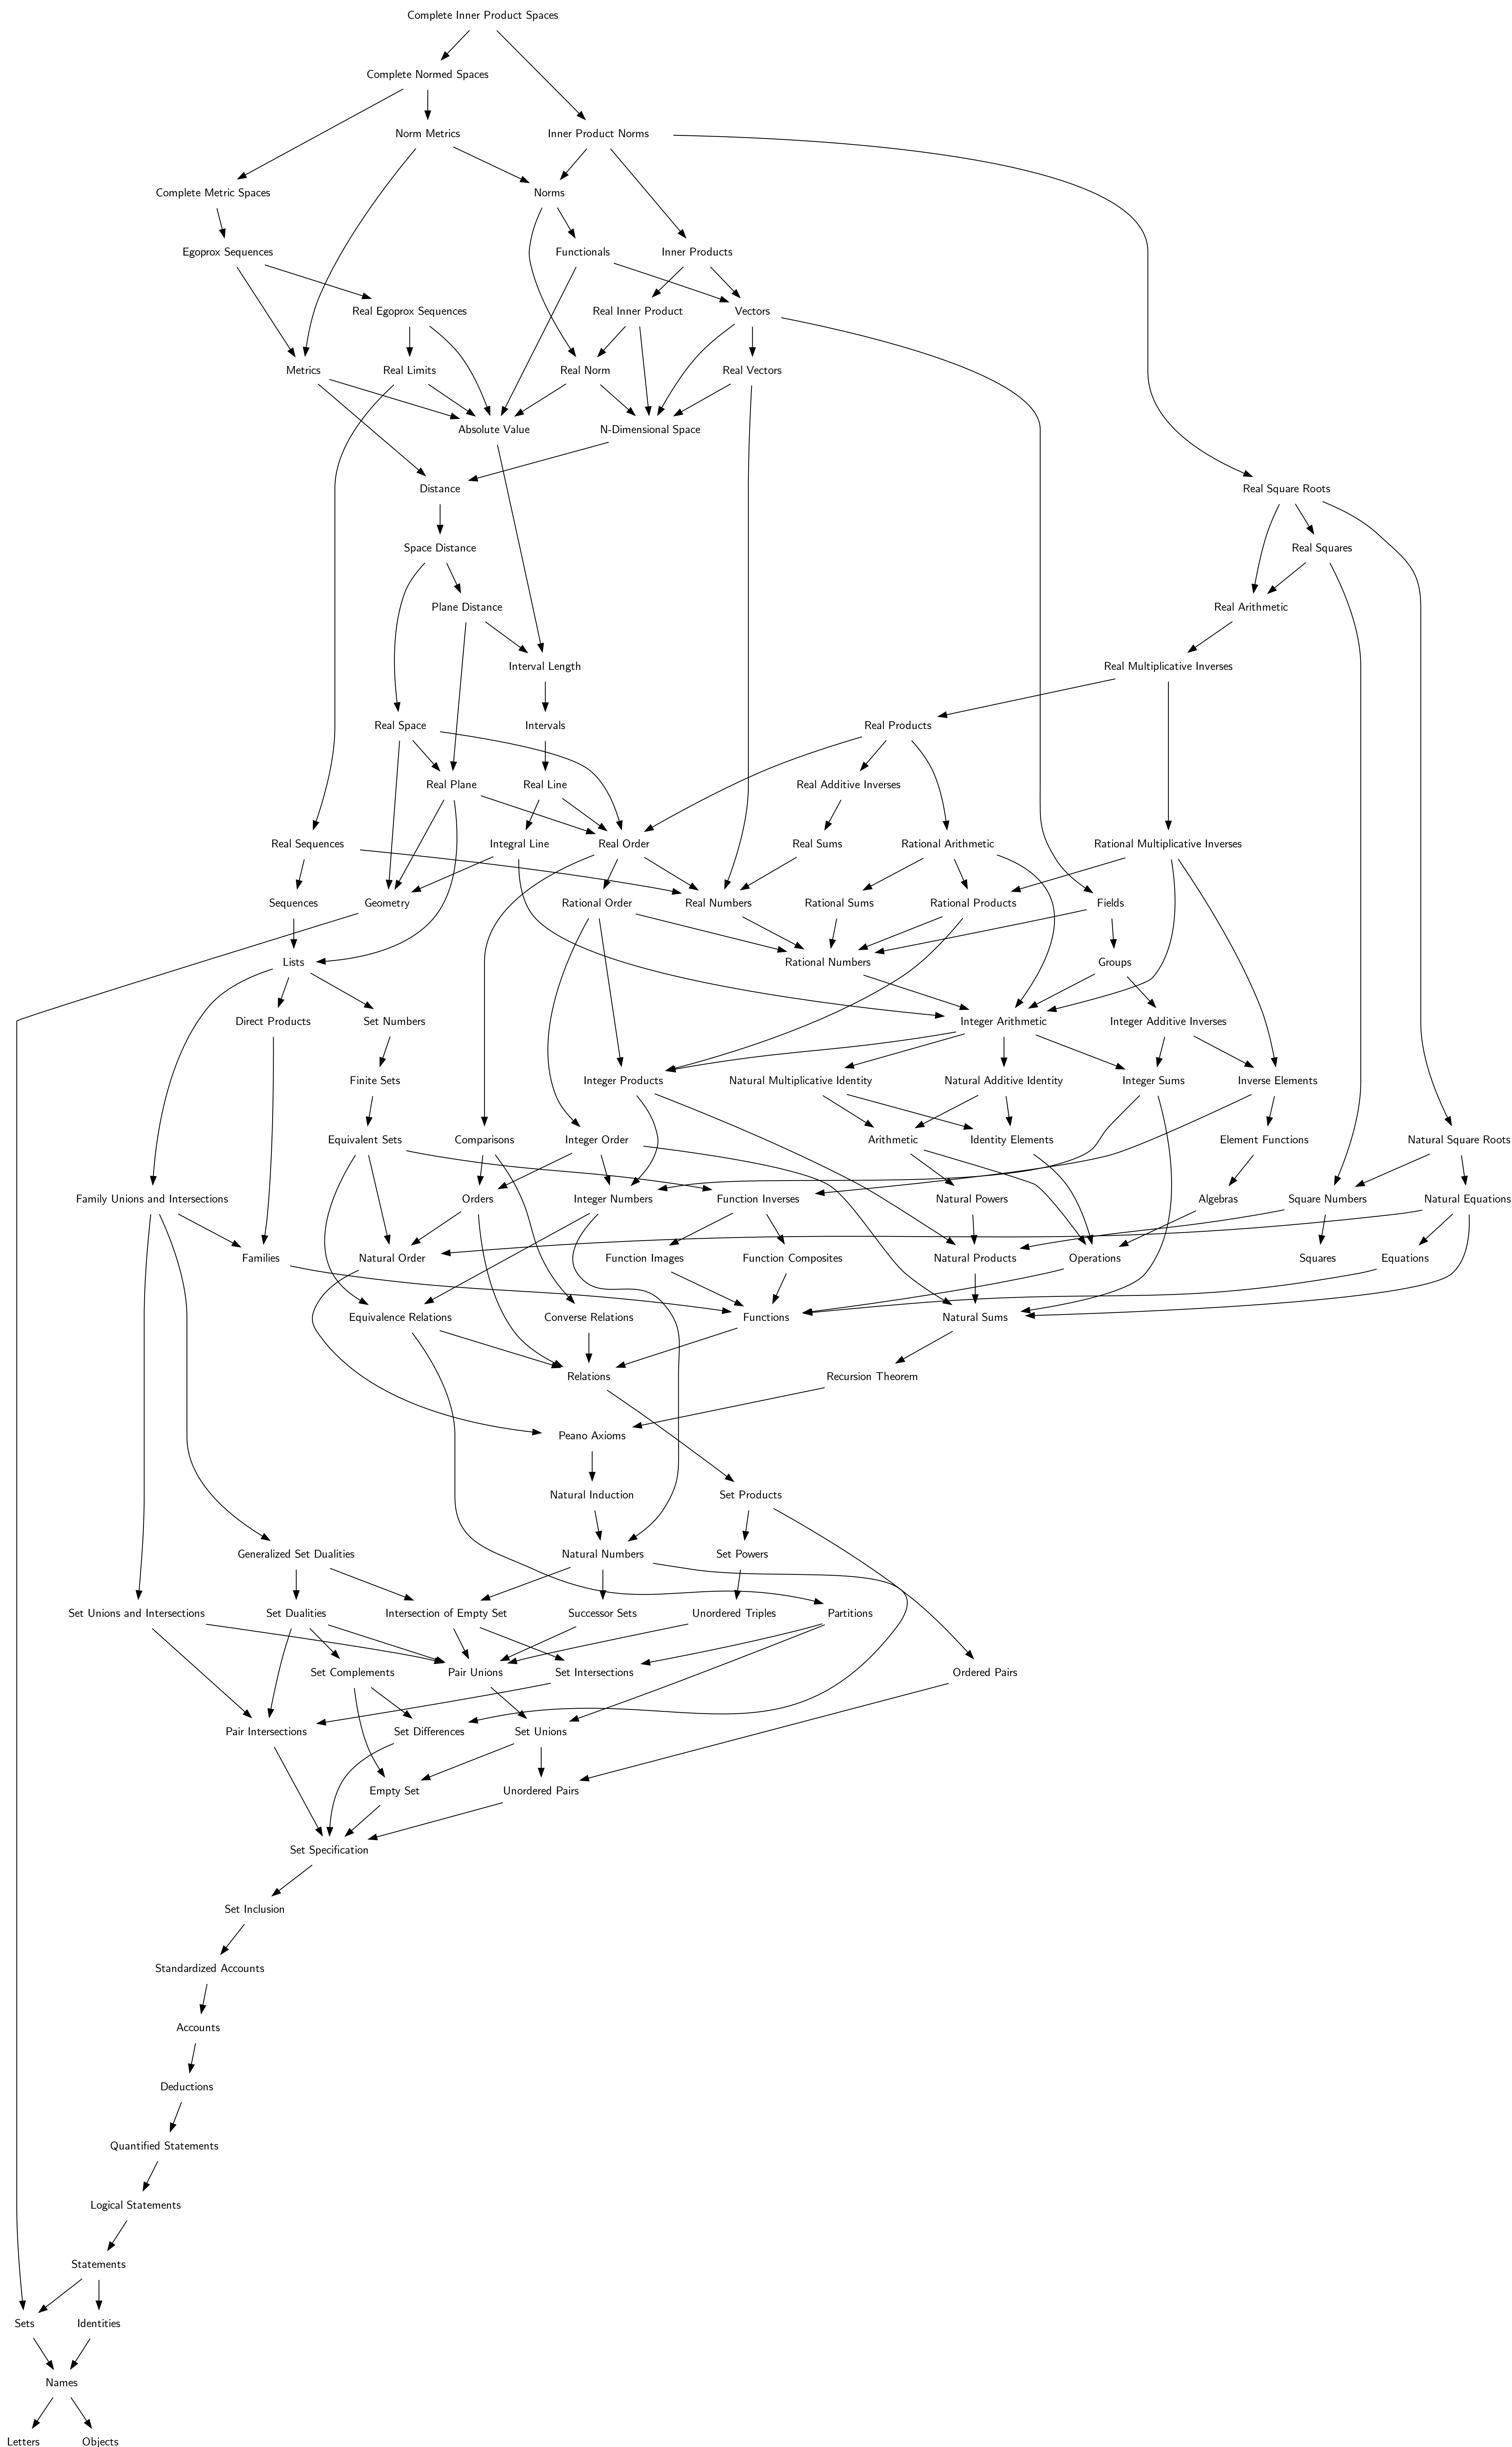 Complete Inner Product Spaces
Complete Normed Spaces
Norm Metrics
Inner Product Norms
Complete Metric Spaces
Norms
Egoprox Sequences
Functionals
Inner Products
Real Egoprox Sequences
Real Inner Product
Vectors
Metrics
Real Limits
Real Norm
Real Vectors
Absolute Value
N-Dimensional Space
Distance
Real Square Roots
Space Distance
Real Squares
Plane Distance
Real Arithmetic
Interval Length
Real Multiplicative Inverses
Real Space
Intervals
Real Products
Real Plane
Real Line
Real Additive Inverses
Real Sequences
Integral Line
Real Order
Real Sums
Rational Arithmetic
Rational Multiplicative Inverses
Sequences
Geometry
Rational Order
Real Numbers
Rational Sums
Rational Products
Fields
Lists
Rational Numbers
Groups
Direct Products
Set Numbers
Integer Arithmetic
Integer Additive Inverses
Finite Sets
Integer Products
Natural Multiplicative Identity
Natural Additive Identity
Integer Sums
Inverse Elements
Equivalent Sets
Comparisons
Integer Order
Arithmetic
Identity Elements
Element Functions
Natural Square Roots
Family Unions and Intersections
Orders
Integer Numbers
Function Inverses
Natural Powers
Algebras
Square Numbers
Natural Equations
Families
Natural Order
Function Images
Function Composites
Natural Products
Operations
Squares
Equations
Equivalence Relations
Converse Relations
Functions
Natural Sums
Relations
Recursion Theorem
Peano Axioms
Natural Induction
Set Products
Generalized Set Dualities
Natural Numbers
Set Powers
Set Unions and Intersections
Set Dualities
Intersection of Empty Set
Successor Sets
Unordered Triples
Partitions
Set Complements
Pair Unions
Set Intersections
Ordered Pairs
Pair Intersections
Set Differences
Set Unions
Empty Set
Unordered Pairs
Set Specification
Set Inclusion
Standardized Accounts
Accounts
Deductions
Quantified Statements
Logical Statements
Statements
Sets
Identities
Names
Letters
Objects